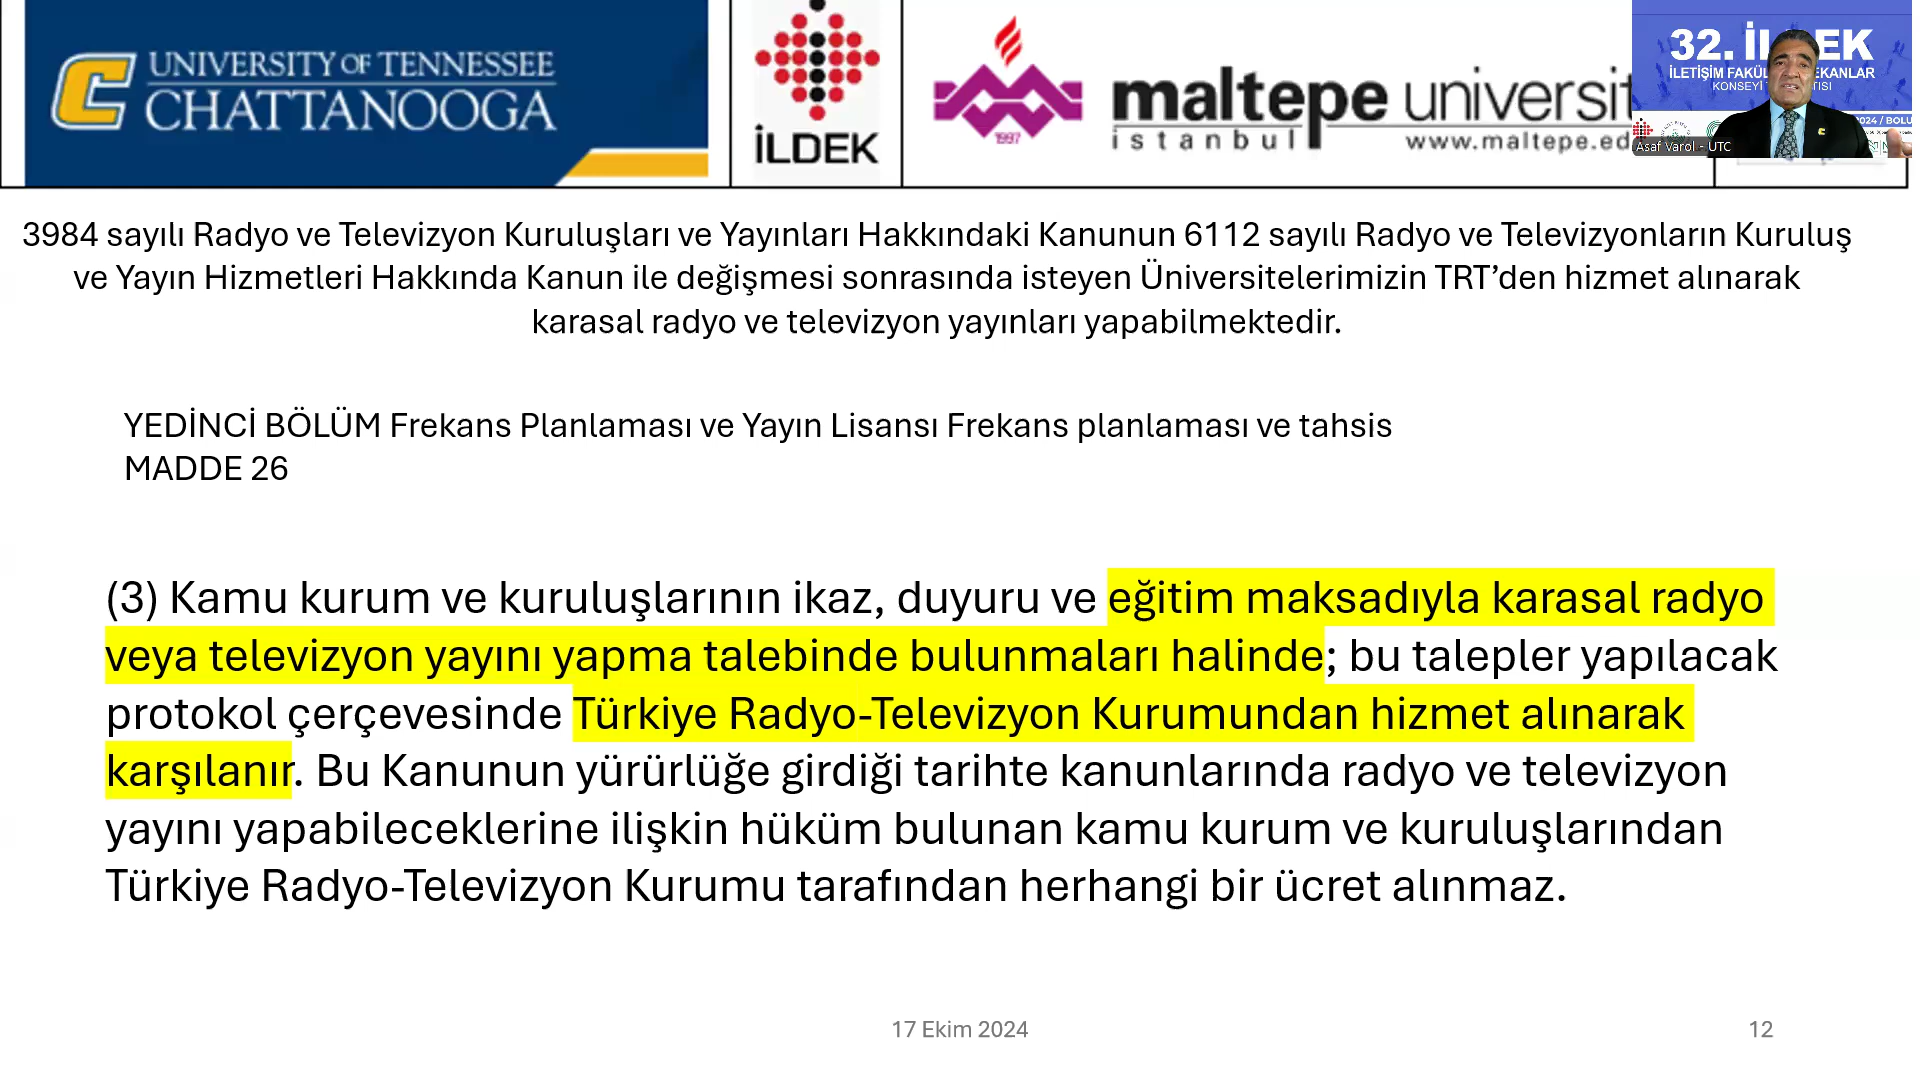 UNIVERSITY OF TENNESSEE
CHATTANOOGA
İLDEK
1997
maltepe universit
istanbul
www.maltepe.ed
32. İLDEK
İLETİŞİM FAKÜL EKANLAR
KONSEYİ T TISI
2024 / BOLU
Asaf Varol - UTC
3984 sayılı Radyo ve Televizyon Kuruluşları ve Yayınları Hakkındaki Kanunun 6112 sayılı Radyo ve Televizyonların Kuruluş
ve Yayın Hizmetleri Hakkında Kanun ile değişmesi sonrasında isteyen Üniversitelerimizin TRT’den hizmet alınarak
karasal radyo ve televizyon yayınları yapabilmektedir.
YEDİNCİ BÖLÜM Frekans Planlaması ve Yayın Lisansı Frekans planlaması ve tahsis
MADDE 26
(3) Kamu kurum ve kuruluşlarının ikaz, duyuru ve eğitim maksadıyla karasal radyo
veya televizyon yayını yapma talebinde bulunmaları halinde; bu talepler yapılacak
protokol çerçevesinde Türkiye Radyo-Televizyon Kurumundan hizmet alınarak
karşılanır. Bu Kanunun yürürlüğe girdiği tarihte kanunlarında radyo ve televizyon
yayını yapabileceklerine ilişkin hüküm bulunan kamu kurum ve kuruluşlarından
Türkiye Radyo-Televizyon Kurumu tarafından herhangi bir ücret alınmaz.
17 Ekim 2024
12